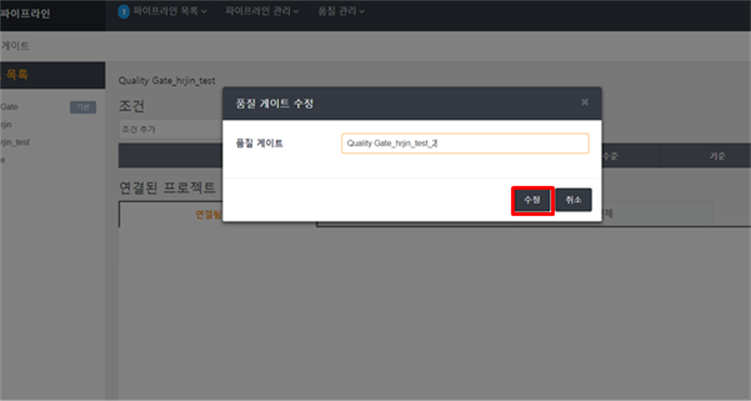 파이프라인
1 파이프라인 목록 파이프라인 관리 품질 관리
게이트
목록
Quality Gate_hrjin_test
Gate 기본
조건
rjin
조건 추가
rjin_test
e
수준 기준
연결된 프로젝트
연결됨
품질 게이트 수정 ×
품질 게이트 Quality Gate_hrjin_test_2
수정 취소